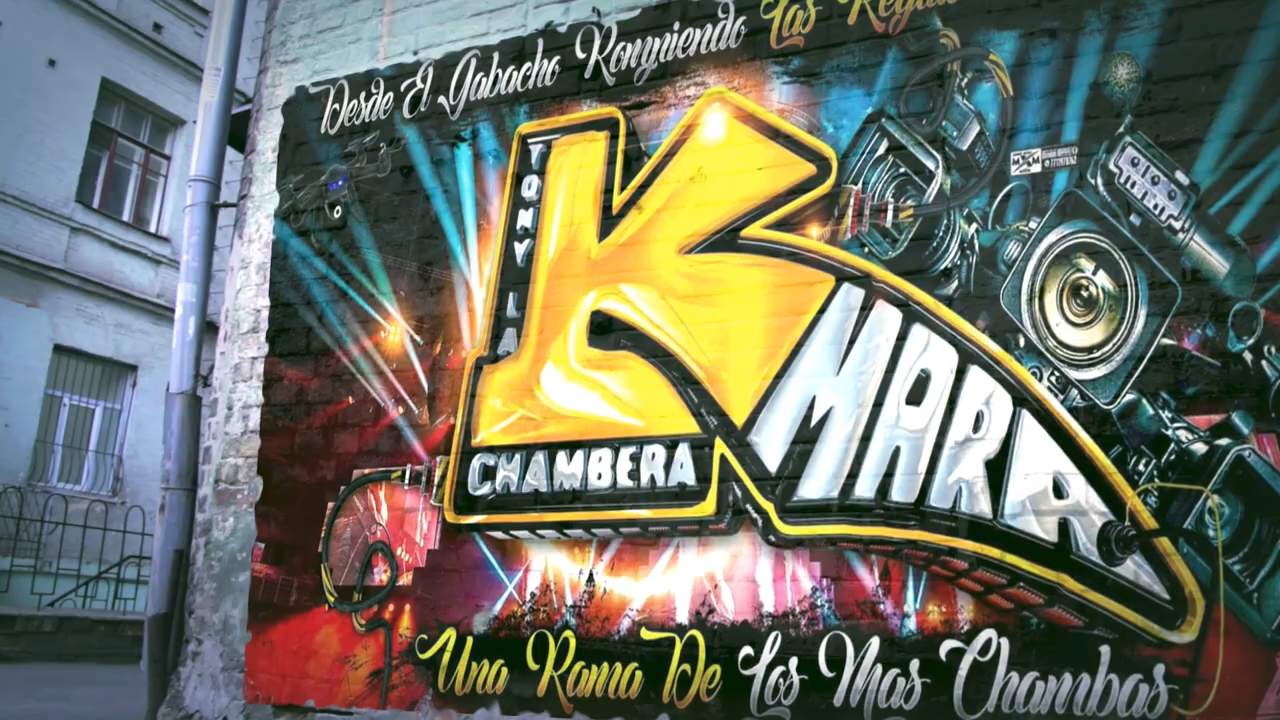 Desde El Gabacho Rompiendo Las Reglas
TONY LA
K
MARA
CHAMBERA
Una Rama De Los Mas Chambas